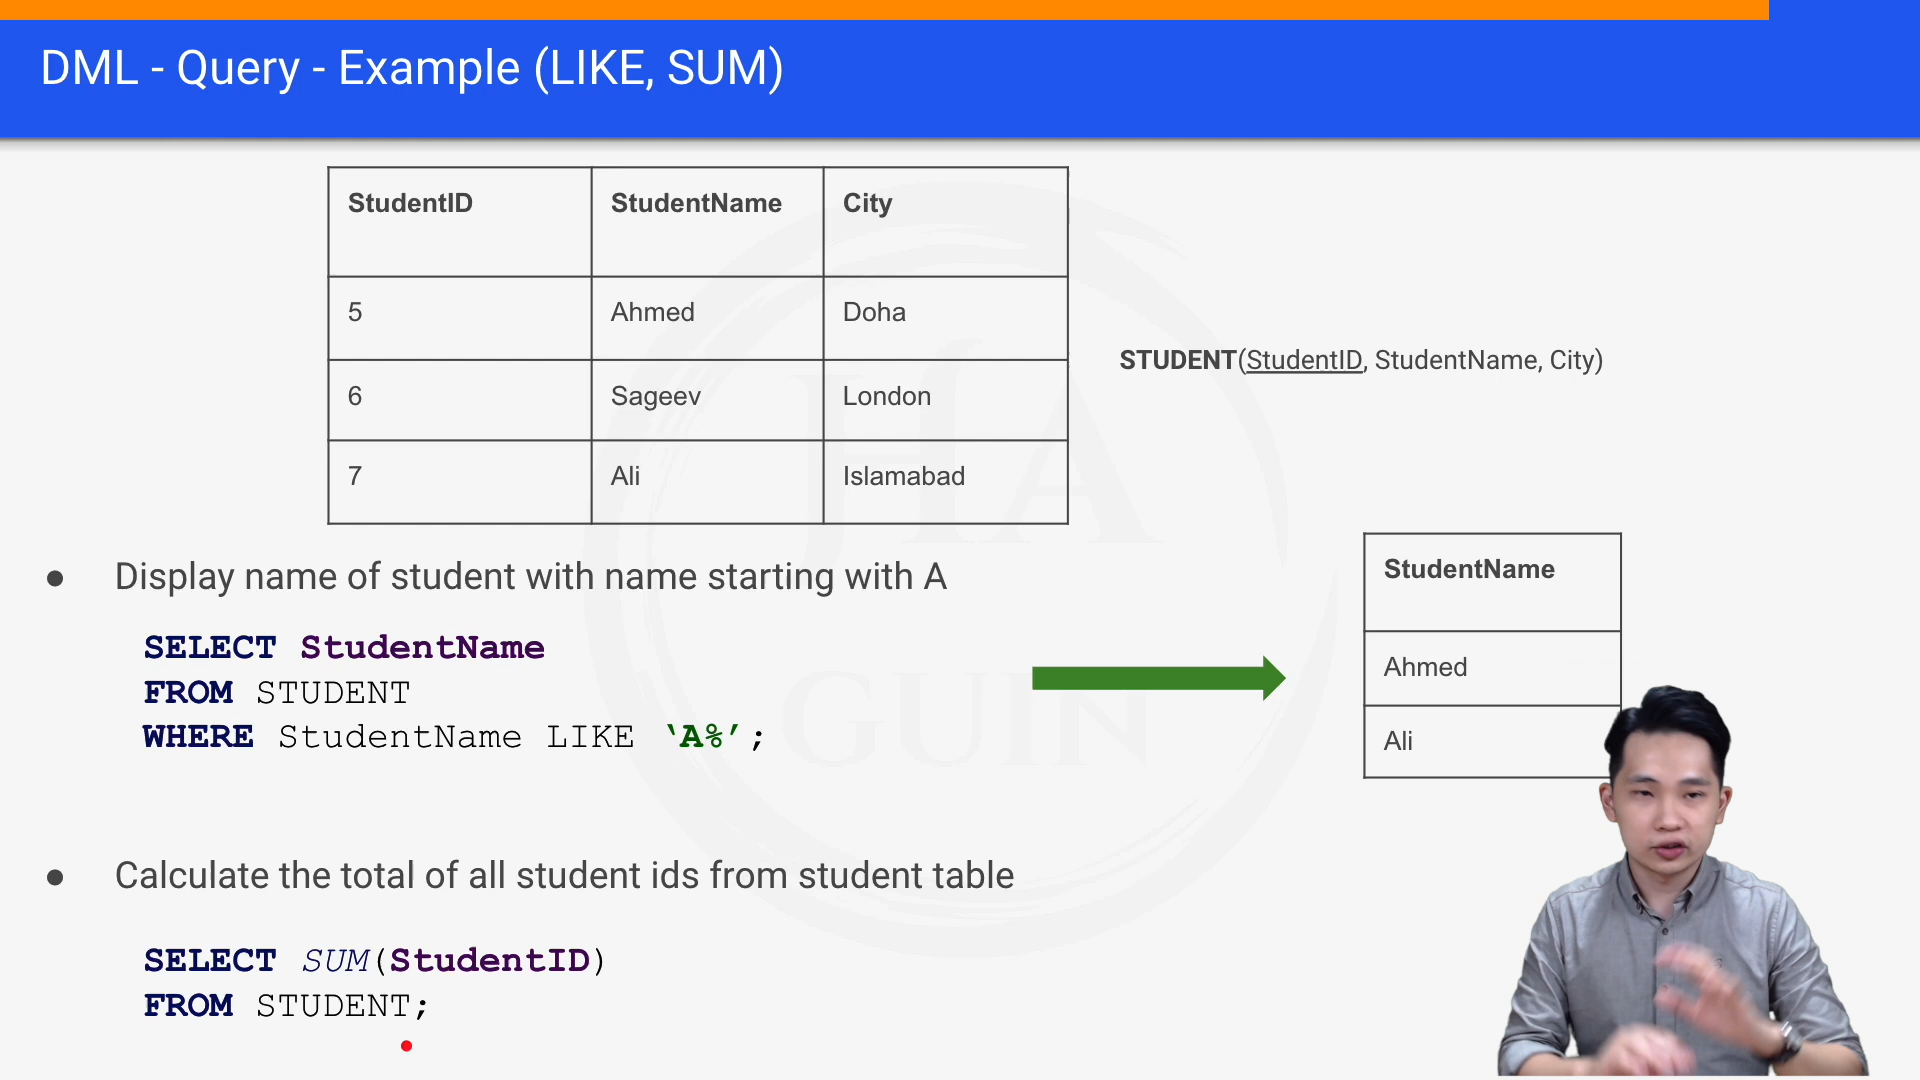 DML - Query - Example (LIKE, SUM)
StudentID StudentName City
5 Ahmed Doha
6 Sageev London
7 Ali Islamabad
STUDENT(StudentID, StudentName, City)
● Display name of student with name starting with A
SELECT StudentName
FROM STUDENT
WHERE StudentName LIKE ‘A%’;
StudentName
Ahmed
Ali
● Calculate the total of all student ids from student table
SELECT SUM(StudentID)
FROM STUDENT;
HA
GUIN